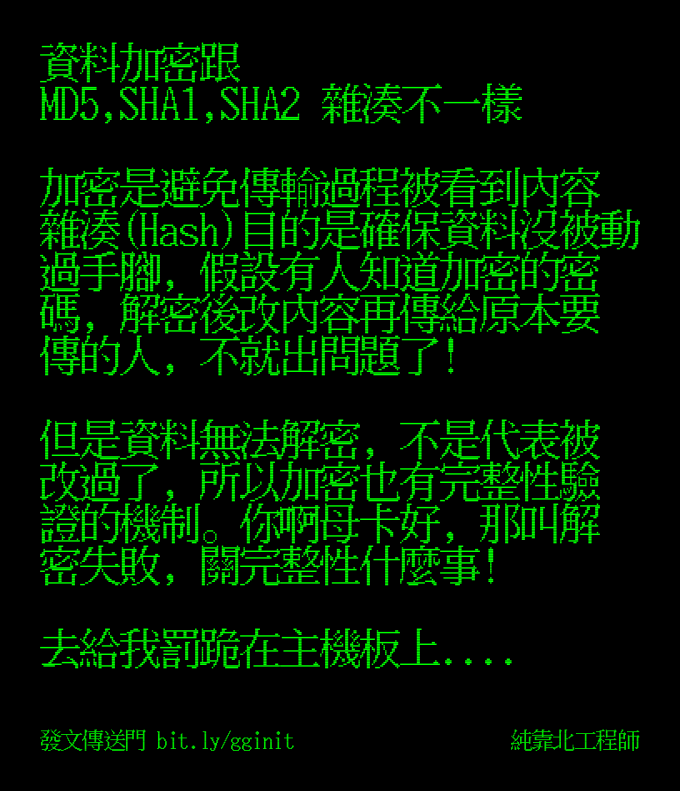 資料加密跟
MD5,SHA1,SHA2 雜湊不一樣
加密是避免傳輸過程被看到內容
雜湊(Hash)目的是確保資料沒被動
過手腳, 假設有人知道加密的密
碼, 解密後改內容再傳給原本要
傳的人, 不就出問題了!
但是資料無法解密, 不是代表被
改過了, 所以加密也有完整性驗
證的機制。你啊母卡好, 那叫解
密失敗, 關完整性什麼事!
去給我罰跪在主機板上....
發文傳送門 bit.ly/gginit
純靠北工程師